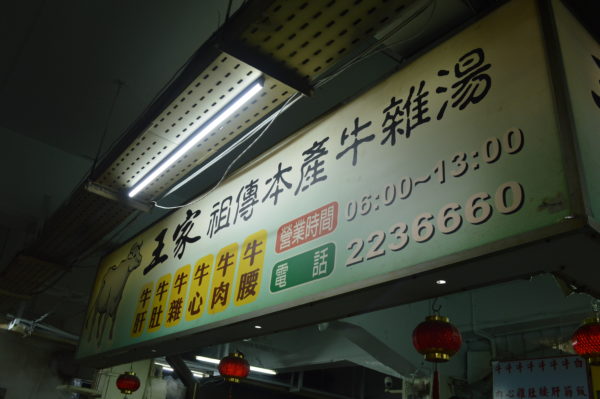 王家祖傳本產牛雜湯
牛肝 牛肚 牛雜 牛心 牛肉 牛腰
營業時間 06:00~13:00
電話 2236660